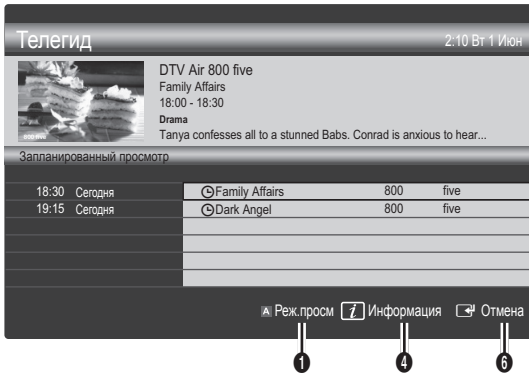 Телегид 2:10 Вт 1 Июн
DTV Air 800 five
Family Affairs
18:00 - 18:30
Drama
Tanya confesses all to a stunned Babs. Conrad is anxious to hear...
800 five
Запланированный просмотр
18:30 Сегодня Family Affairs 800 five
19:15 Сегодня Dark Angel 800 five
A Реж.просм i Информация Отмена
1 4 6